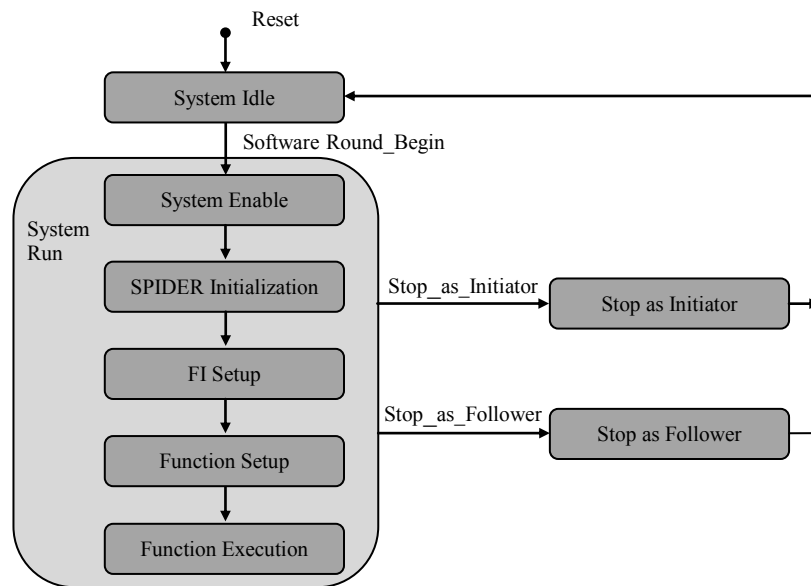 Reset
System Idle
Software Round_Begin
System Enable
System
Run
SPIDER Initialization
Stop_as_Initiator
Stop as Initiator
FI Setup
Stop_as_Follower
Stop as Follower
Function Setup
Function Execution